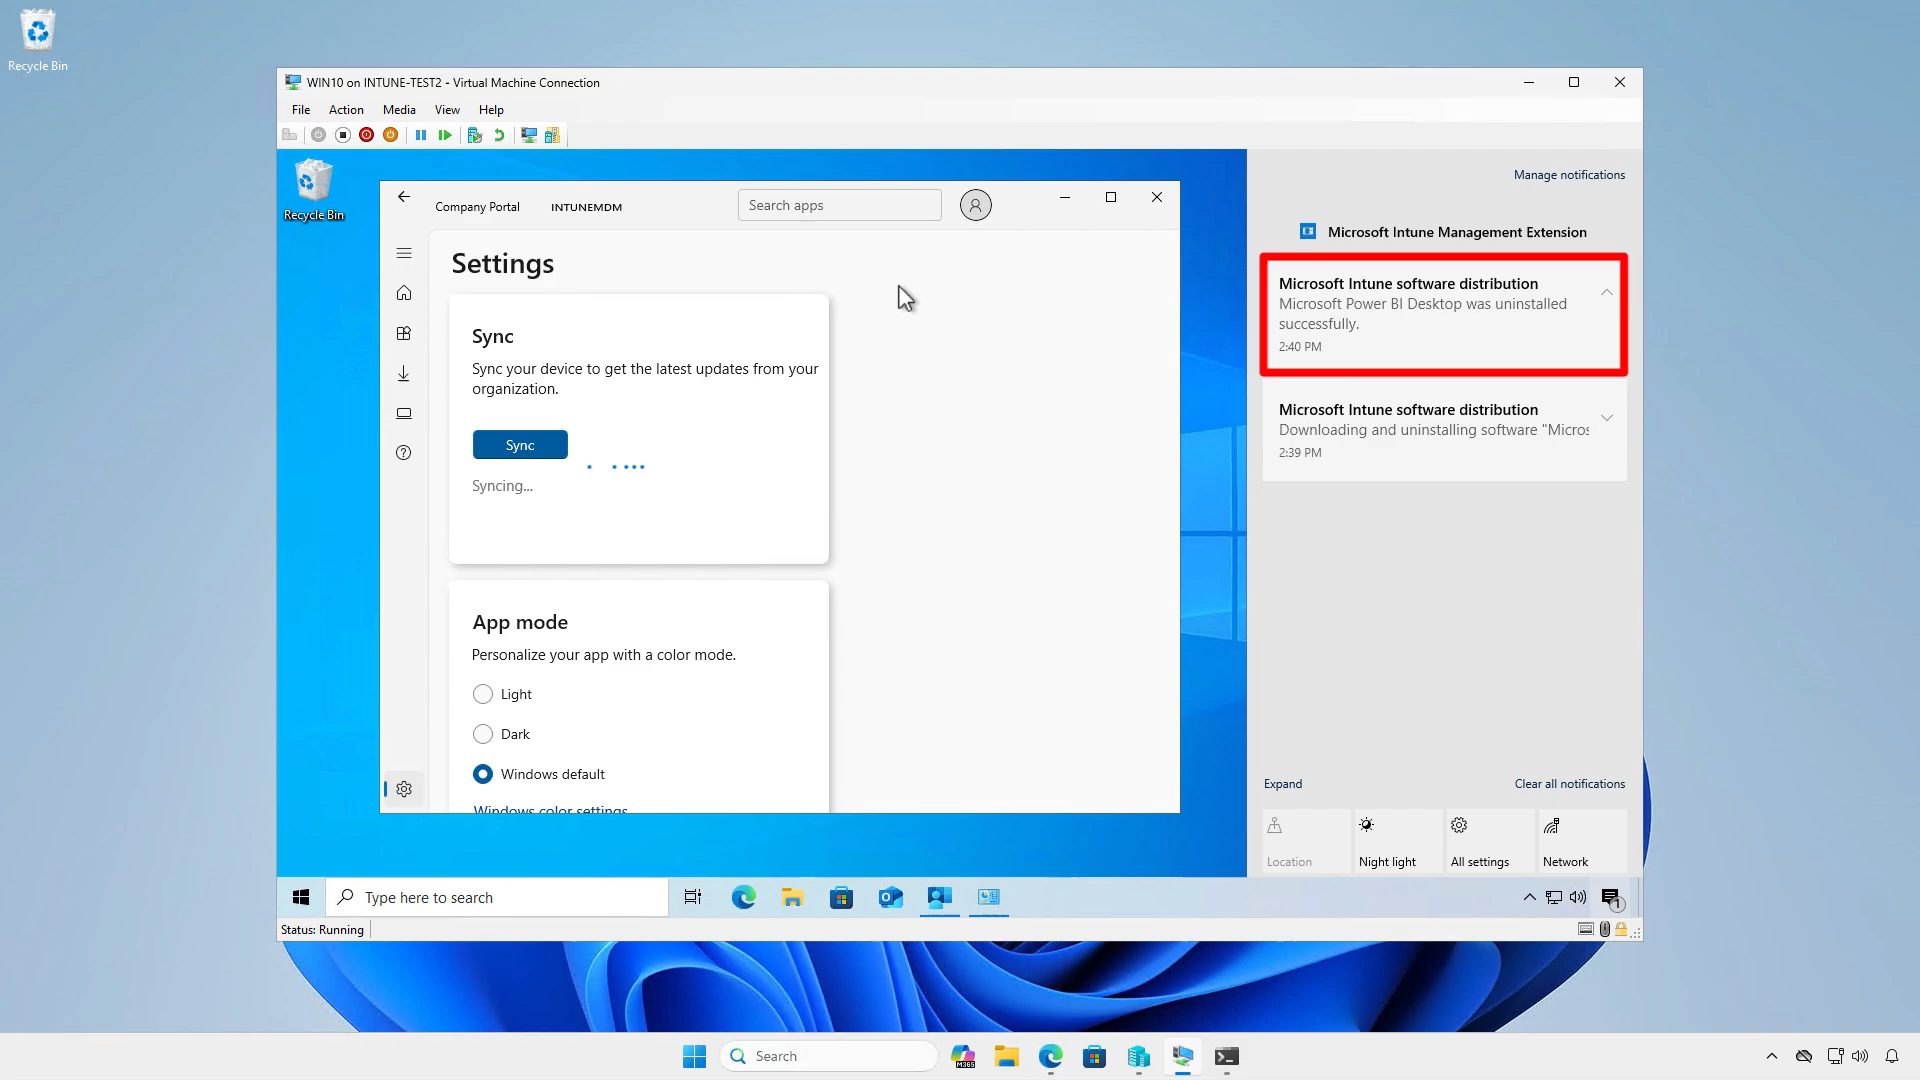 Recycle Bin
WIN10 on INTUNE-TEST2 - Virtual Machine Connection
File Action Media View Help
Recycle Bin
Company Portal INTUNEMDM
Search apps
Settings
Sync
Sync your device to get the latest updates from your
organization.
Sync
Syncing...
App mode
Personalize your app with a color mode.
Light
Dark
Windows default
Windows color settings
Manage notifications
Microsoft Intune Management Extension
Microsoft Intune software distribution
Microsoft Power BI Desktop was uninstalled
successfully.
2:40 PM
Microsoft Intune software distribution
Downloading and uninstalling software "Micros
2:39 PM
Expand Clear all notifications
Location Night light All settings Network
Type here to search
1
Status: Running
Search
M365